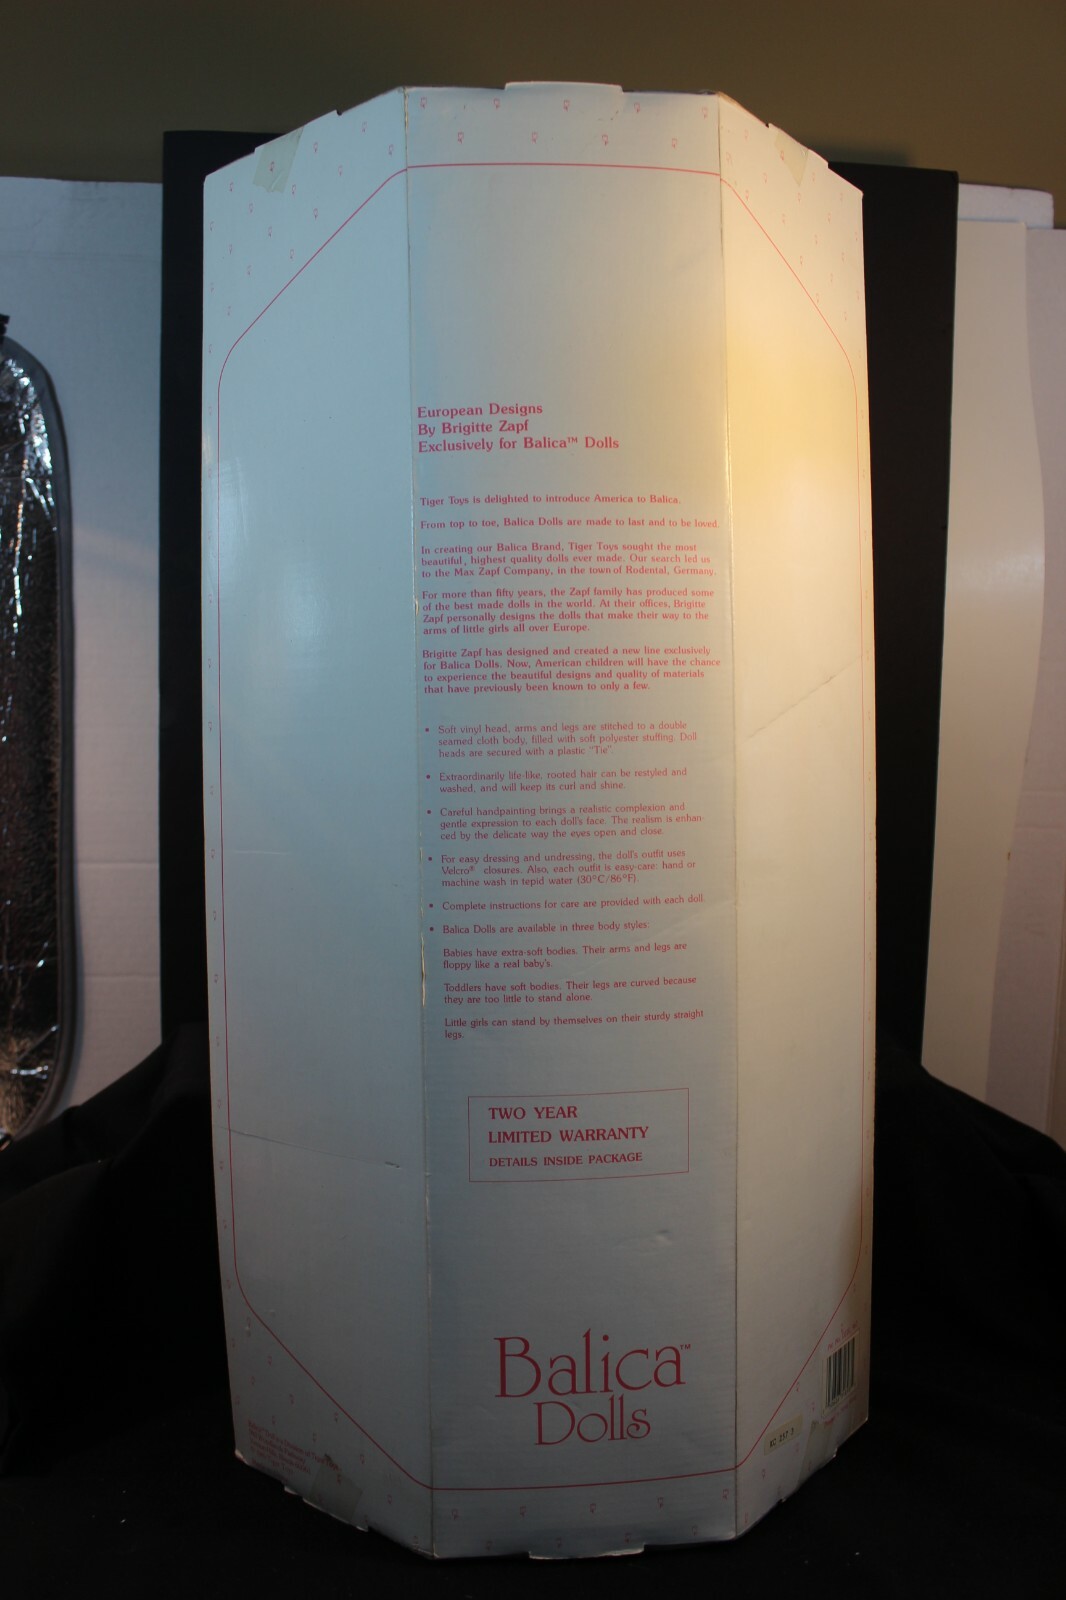 European Designs
By Brigitte Zapf
Exclusively for Balica™ Dolls
Tiger Toys is delighted to introduce America to Balica.
From top to toe, Balica Dolls are made to last and to be loved.
In creating our Balica Brand, Tiger Toys sought the most
beautiful, highest quality dolls ever made. Our search led us
to the Max Zapf Company, in the town of Rodental, Germany.
For more than fifty years, the Zapf family has produced some
of the best made dolls in the world. At their offices, Brigitte
Zapf personally designs the dolls that make their way to the
arms of little girls all over Europe.
Brigitte Zapf has designed and created a new line exclusively
for Balica Dolls. Now, American children will have the chance
to experience the beautiful designs and quality of materials
that have previously been known to only a few.
• Soft vinyl head, arms and legs are stitched to a double
seamed cloth body, filled with soft polyester stuffing. Doll
heads are secured with a plastic "Tie".
• Extraordinarily life-like, rooted hair can be restyled and
washed, and will keep its curl and shine.
• Careful handpainting brings a realistic complexion and
gentle expression to each doll's face. The realism is enhan-
ced by the delicate way the eyes open and close.
• For easy dressing and undressing, the doll's outfit uses
Velcro® closures. Also, each outfit is easy-care: hand or
machine wash in tepid water (30°C/86°F).
• Complete instructions for care are provided with each doll.
• Balica Dolls are available in three body styles:
Babies have extra-soft bodies. Their arms and legs are
floppy like a real baby's.
Toddlers have soft bodies. Their legs are curved because
they are too little to stand alone.
Little girls can stand by themselves on their sturdy straight
legs.
TWO YEAR
LIMITED WARRANTY
DETAILS INSIDE PACKAGE
Balica™
Dolls